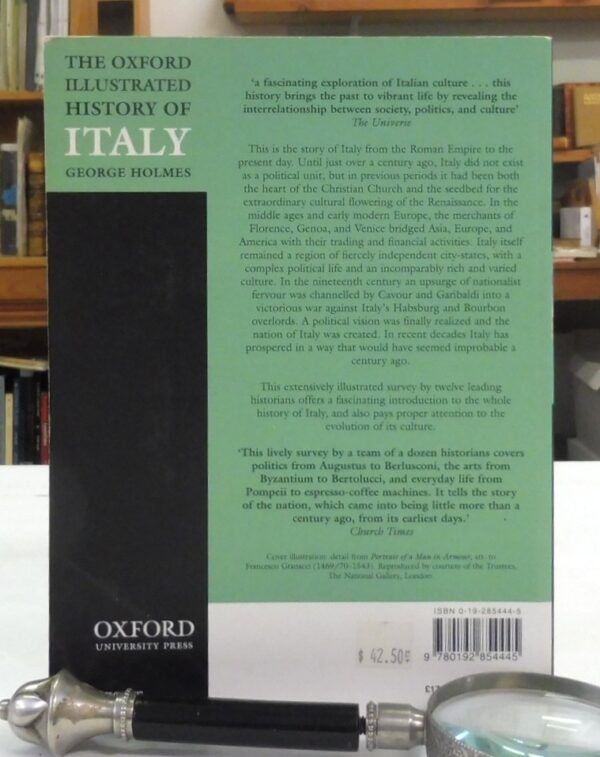 THE OXFORD
ILLUSTRATED
HISTORY OF
ITALY
GEORGE HOLMES
'a fascinating exploration of Italian culture . . . this
history brings the past to vibrant life by revealing the
interrelationship between society, politics, and culture'
The Universe
This is the story of Italy from the Roman Empire to the
present day. Until just over a century ago, Italy did not exist
as a political unit, but in previous periods it had been both
the heart of the Christian Church and the seedbed for the
extraordinary cultural flowering of the Renaissance. In the
middle ages and early modern Europe, the merchants of
Florence, Genoa, and Venice bridged Asia, Europe, and
America with their trading and financial activities. Italy itself
remained a region of fiercely independent city-states, with a
complex political life and an incomparably rich and varied
culture. In the nineteenth century an upsurge of nationalist
fervour was channelled by Cavour and Garibaldi into a
victorious war against Italy's Habsburg and Bourbon
overlords. A political vision was finally realized and the
nation of Italy was created. In recent decades Italy has
prospered in a way that would have seemed improbable a
century ago.
This extensively illustrated survey by twelve leading
historians offers a fascinating introduction to the whole
history of Italy, and also pays proper attention to the
evolution of its culture.
'This lively survey by a team of a dozen historians covers
politics from Augustus to Berlusconi, the arts from
Byzantium to Bertolucci, and everyday life from
Pompeii to espresso-coffee machines. It tells the story
of the nation, which came into being little more than a
century ago, from its earliest days.'
Church Times
Cover illustration: detail from Portrait of a Man in Armour, attr. to
Francesco Granacci (1469/70-1543). Reproduced by courtesy of the Trustees,
The National Gallery, London
OXFORD
UNIVERSITY PRESS
ISBN 0-19-285444-5
$ 42.50
9 780192 854445